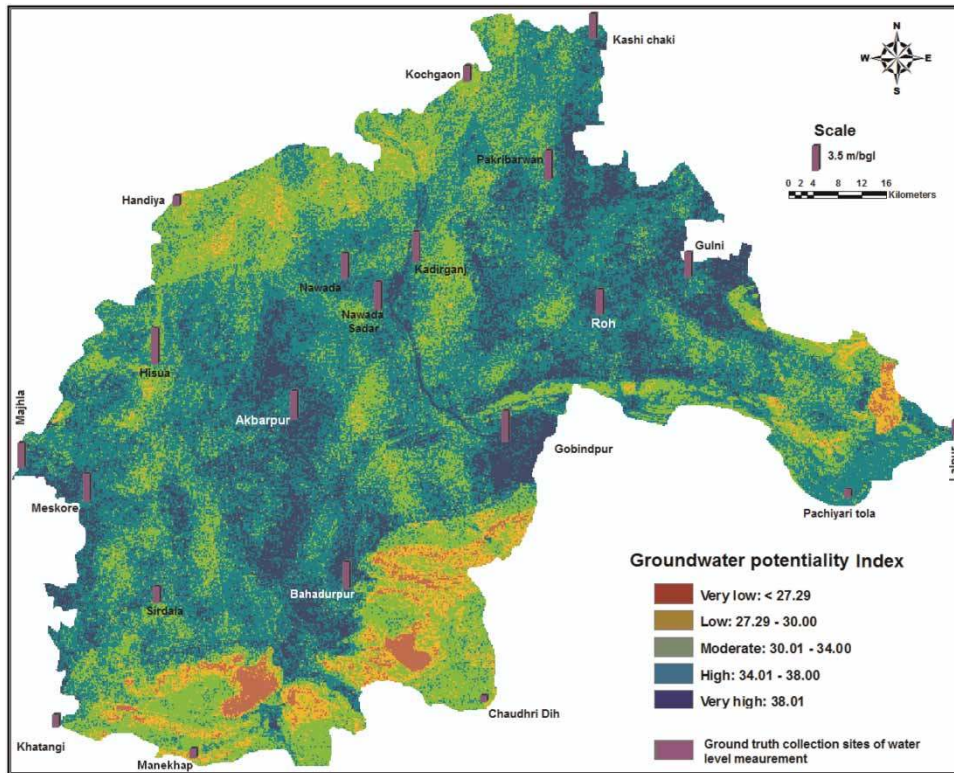 Kashi chaki
N
W E
S
Kochgaon
Scale
3.5 m/bgl
0 2 4 8 12 16
Kilometers
Pakribarwan
Handiya
Gulni
Kadirganj
Nawada
Nawada
Sadar
Roh
Hisua
Majhla
Akbarpur
Gobindpur
Lalpur
Meskore
Pachiyari tola
Bahadurpur
Sirdala
Groundwater potentiality Index
Very low: < 27.29
Low: 27.29 - 30.00
Moderate: 30.01 - 34.00
High: 34.01 - 38.00
Very high: 38.01
Chaudhri Dih
Khatangi
Manekhap
Ground truth collection sites of water
level meaurement